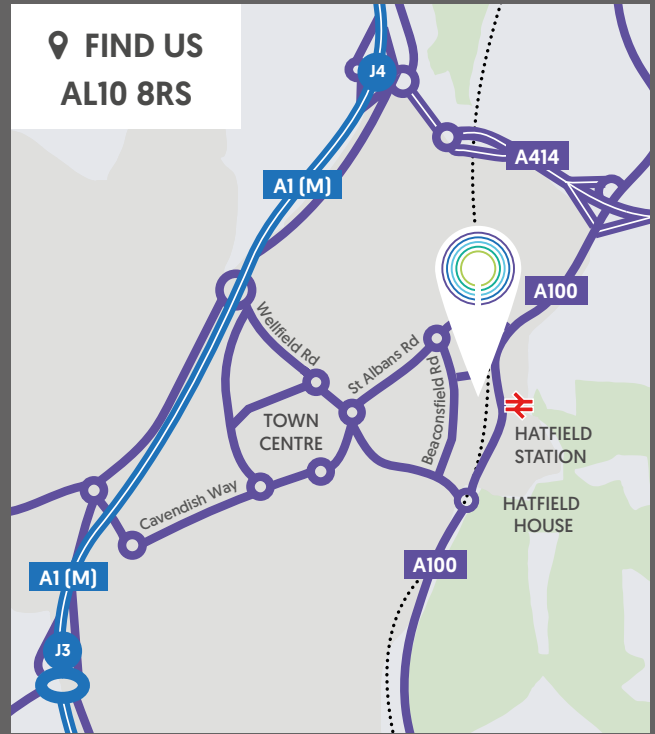 FIND US
AL10 8RS
J4
A414
A1 (M)
A100
Wellfield Rd
St Albans Rd
Beaconsfield Rd
TOWN
CENTRE
HATFIELD
STATION
Cavendish Way
HATFIELD
HOUSE
A100
A1 (M)
J3